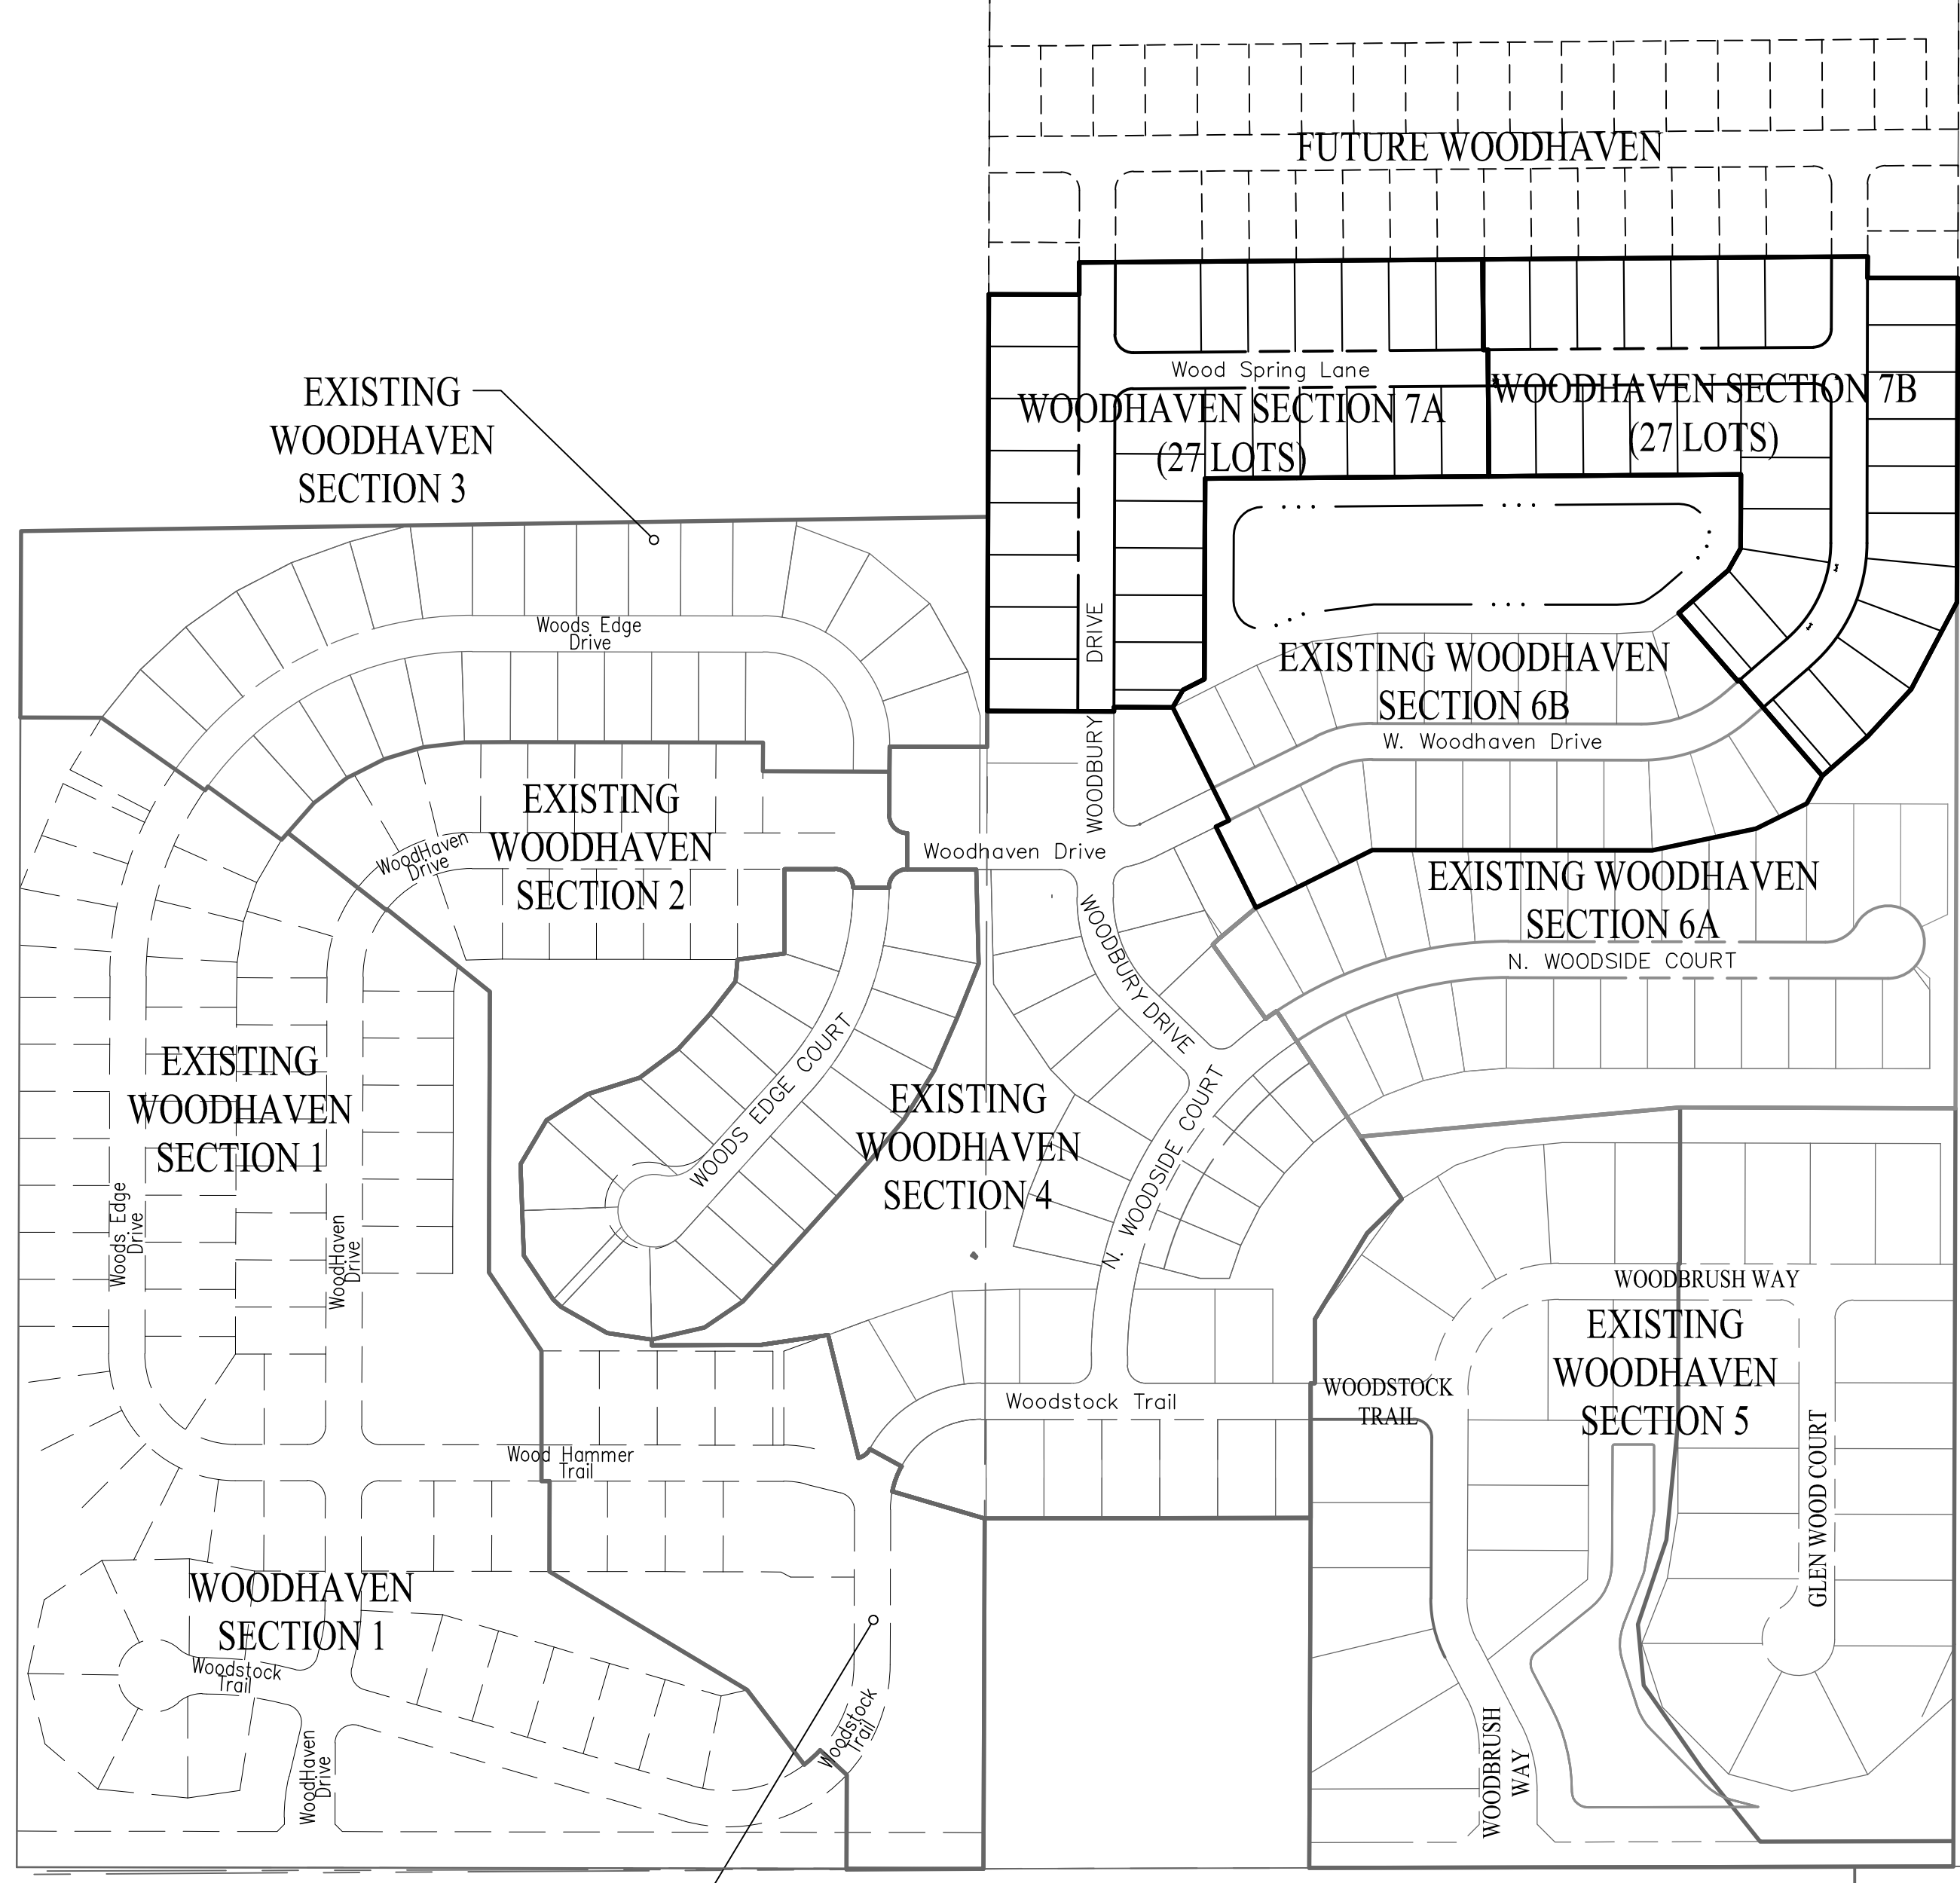 FUTURE WOODHAVEN
Wood Spring Lane
WOODHAVEN SECTION 7A
(27 LOTS)
WOODHAVEN SECTION 7B
(27 LOTS)
EXISTING
WOODHAVEN
SECTION 3
Woods Edge
Drive
WOODBURY DRIVE
EXISTING WOODHAVEN
SECTION 6B
W. Woodhaven Drive
EXISTING
WOODHAVEN
SECTION 2
WoodHaven
Drive
Woodhaven Drive
EXISTING WOODHAVEN
SECTION 6A
N. WOODSIDE COURT
WOODBURY DRIVE
EXISTING
WOODHAVEN
SECTION 1
WOODS EDGE COURT
EXISTING
WOODHAVEN
SECTION 4
N. WOODSIDE COURT
Woods Edge
Drive
WoodHaven
Drive
WOODBRUSH WAY
EXISTING
WOODHAVEN
SECTION 5
WOODSTOCK
TRAIL
Woodstock Trail
Wood Hammer
Trail
GLEN WOOD COURT
WOODHAVEN
SECTION 1
Woodstock
Trail
WoodHaven
Drive
Woodstock
Trail
WOODBRUSH
WAY